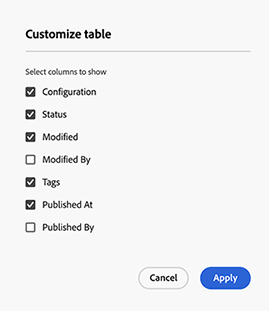 Customize table
Select columns to show
Configuration
Status
Modified
Modified By
Tags
Published At
Published By
Cancel Apply